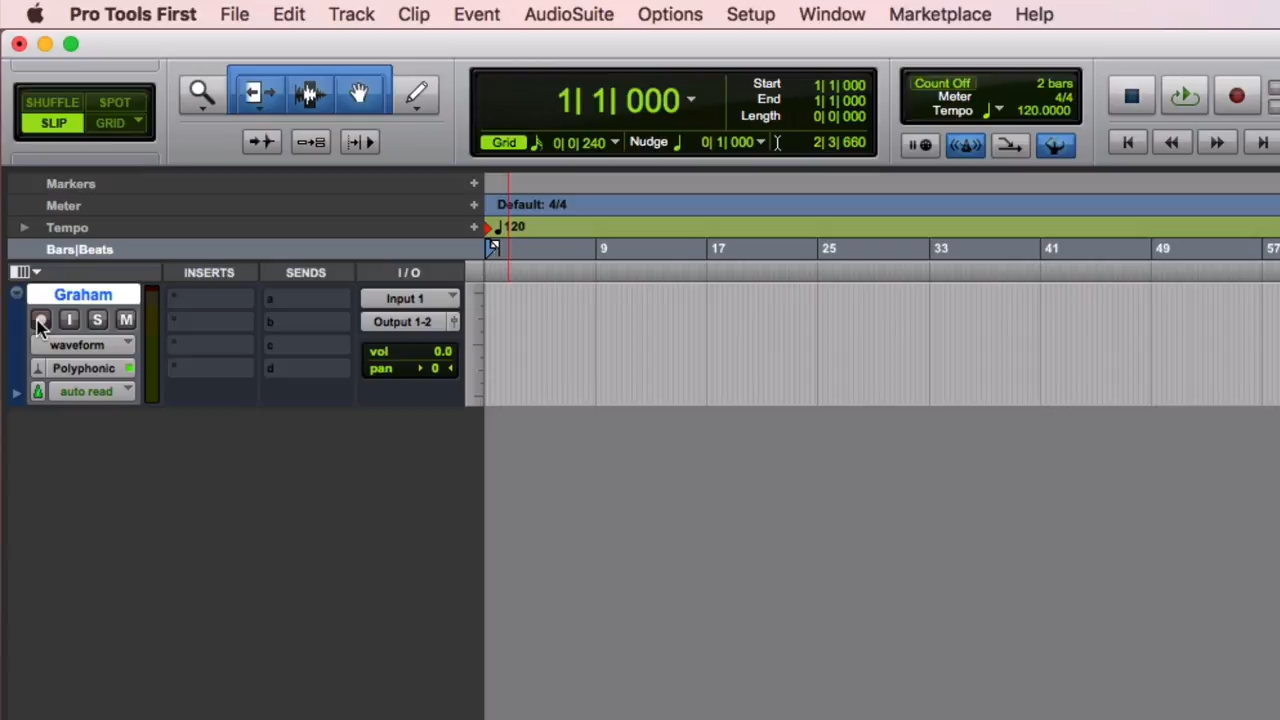 Pro Tools First File Edit Track Clip Event AudioSuite Options Setup Window Marketplace Help
SHUFFLE SPOT
SLIP GRID
1| 1| 000
Start 1| 1| 000
End 1| 1| 000
Length 0| 0| 000
Grid 0| 0| 240 Nudge 0| 1| 000 2| 3| 660
Count Off 2 bars
Meter 4/4
Tempo 120.0000
Markers
Meter
Default: 4/4
Tempo
120
Bars|Beats
9 17 25 33 41 49 57
INSERTS SENDS I / O
Graham
a
Input 1
I S M
b
Output 1-2
waveform
c
vol 0.0
Polyphonic
d
pan 0
auto read